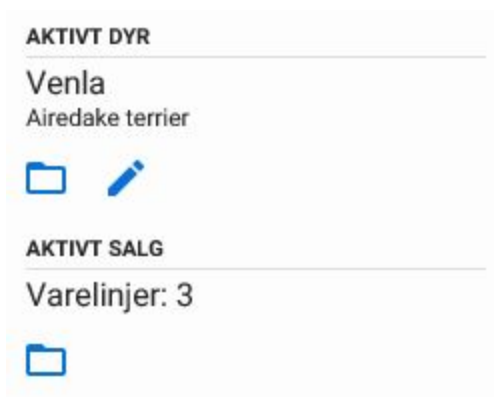 AKTIVT DYR
Venla
Airedake terrier
AKTIVT SALG
Varelinjer: 3